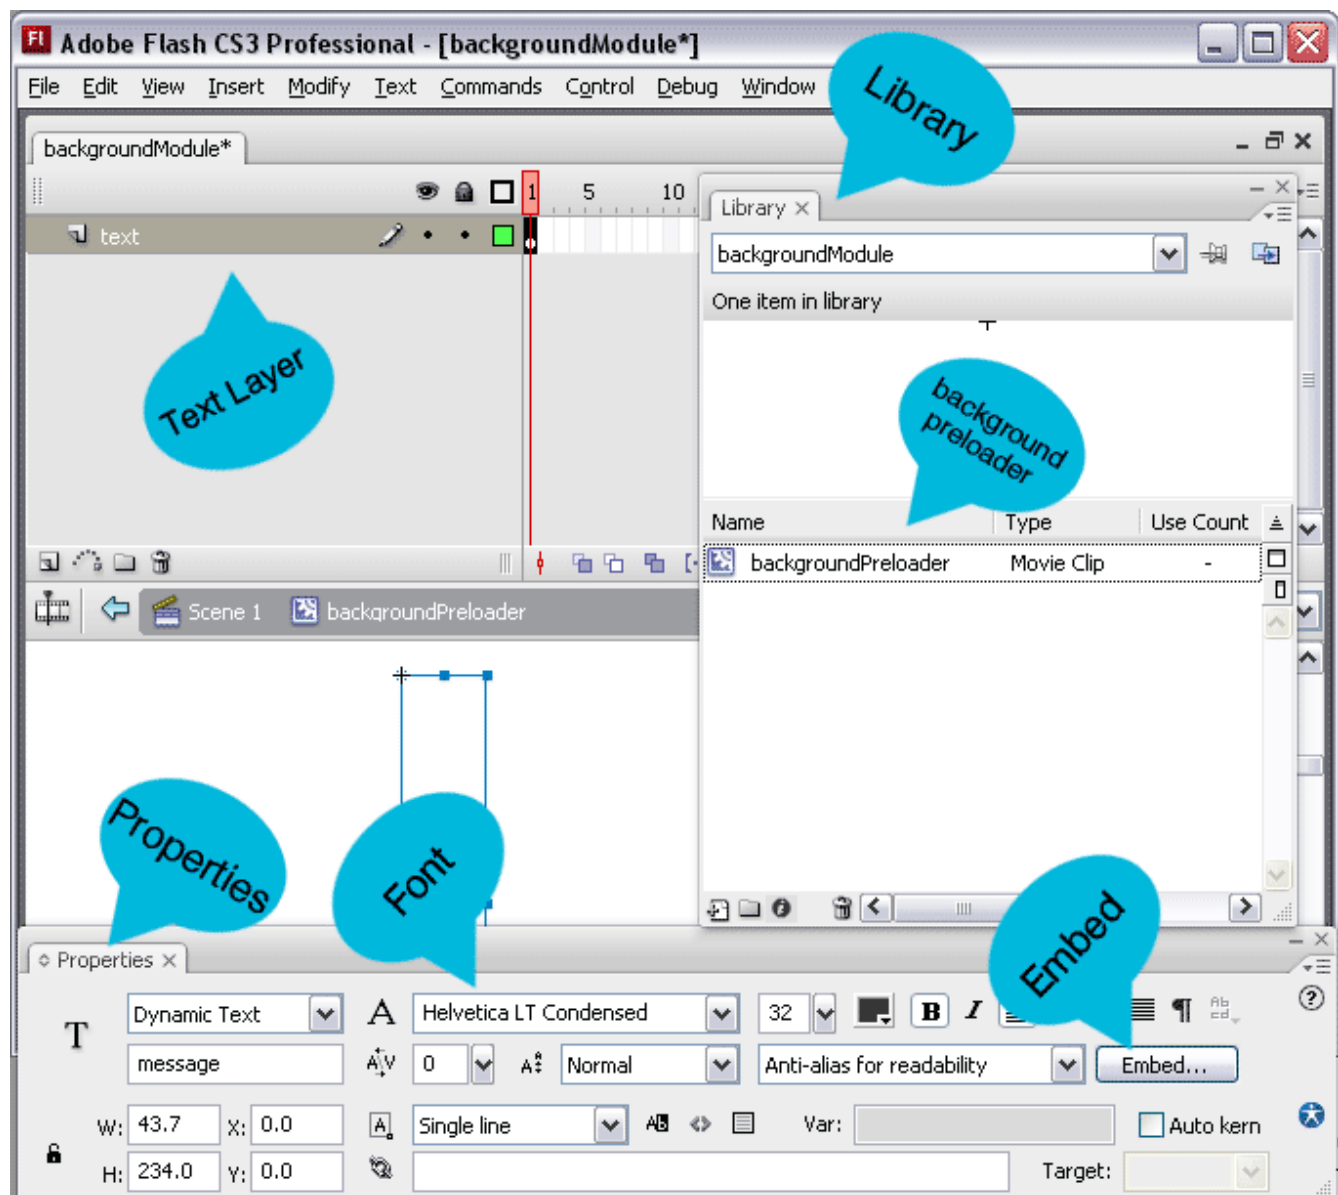 Fl Adobe Flash CS3 Professional - [backgroundModule*]
File Edit View Insert Modify Text Commands Control Debug Window
Library
backgroundModule*
1 5 10
Library
text
backgroundModule
One item in library
Text Layer
background
preloader
Name Type Use Count
backgroundPreloader Movie Clip -
Scene 1 backgroundPreloader
Properties
Font
Embed
Properties
T Dynamic Text A Helvetica LT Condensed 32 B I
message A V 0 Normal Anti-alias for readability Embed...
W: 43.7 X: 0.0 Single line Var: Auto kern
H: 234.0 Y: 0.0 Target: